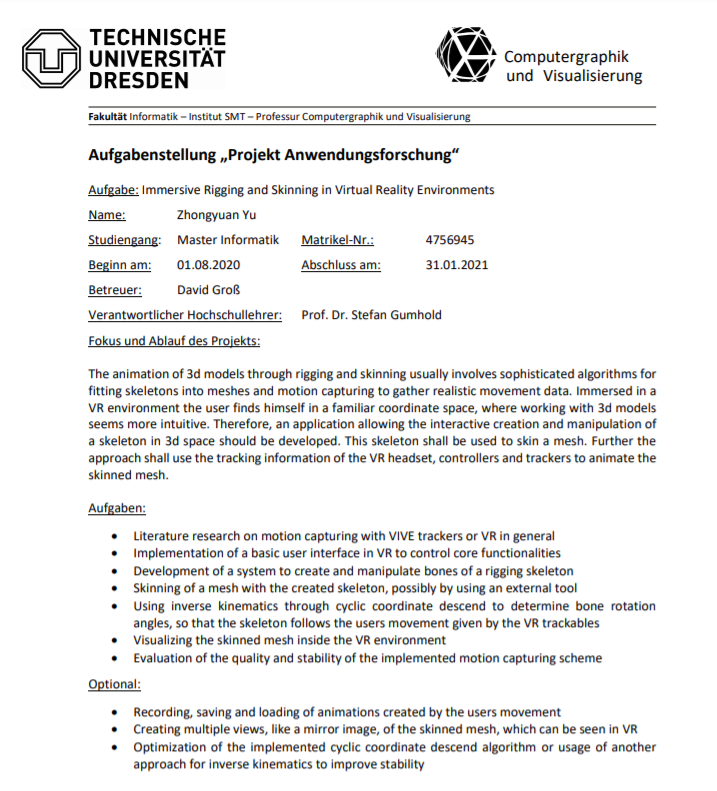 TECHNISCHE
UNIVERSITÄT
DRESDEN
Computergraphik
und Visualisierung
Fakultät Informatik – Institut SMT – Professur Computergraphik und Visualisierung
Aufgabenstellung „Projekt Anwendungsforschung“
Aufgabe: Immersive Rigging and Skinning in Virtual Reality Environments
Name: Zhongyuan Yu
Studiengang: Master Informatik Matrikel-Nr.: 4756945
Beginn am: 01.08.2020 Abschluss am: 31.01.2021
Betreuer: David Groß
Verantwortlicher Hochschullehrer: Prof. Dr. Stefan Gumhold
Fokus und Ablauf des Projekts:
The animation of 3d models through rigging and skinning usually involves sophisticated algorithms for
fitting skeletons into meshes and motion capturing to gather realistic movement data. Immersed in a
VR environment the user finds himself in a familiar coordinate space, where working with 3d models
seems more intuitive. Therefore, an application allowing the interactive creation and manipulation of
a skeleton in 3d space should be developed. This skeleton shall be used to skin a mesh. Further the
approach shall use the tracking information of the VR headset, controllers and trackers to animate the
skinned mesh.
Aufgaben:
• Literature research on motion capturing with VIVE trackers or VR in general
• Implementation of a basic user interface in VR to control core functionalities
• Development of a system to create and manipulate bones of a rigging skeleton
• Skinning of a mesh with the created skeleton, possibly by using an external tool
• Using inverse kinematics through cyclic coordinate descend to determine bone rotation
angles, so that the skeleton follows the users movement given by the VR trackables
• Visualizing the skinned mesh inside the VR environment
• Evaluation of the quality and stability of the implemented motion capturing scheme
Optional:
• Recording, saving and loading of animations created by the users movement
• Creating multiple views, like a mirror image, of the skinned mesh, which can be seen in VR
• Optimization of the implemented cyclic coordinate descend algorithm or usage of another
approach for inverse kinematics to improve stability